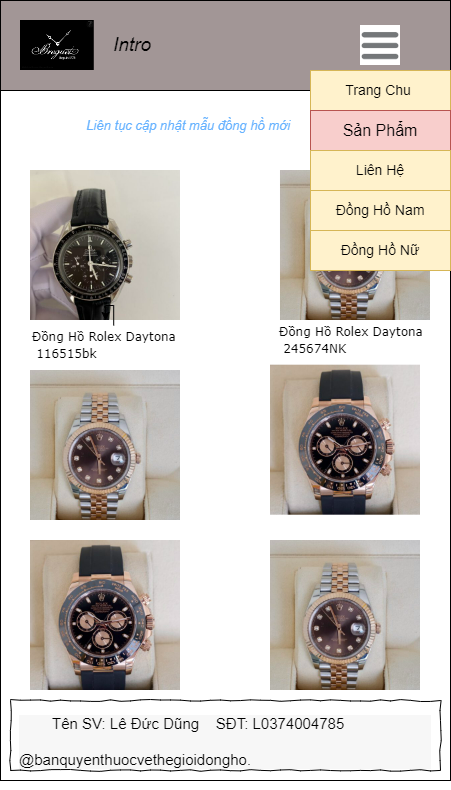 Breguet
Intro
Trang Chu
Sản Phẩm
Liên Hệ
Đồng Hồ Nam
Đồng Hồ Nữ
Liên tục cập nhật mẫu đồng hồ mới
Đồng Hồ Rolex Daytona
116515bk
Đồng Hồ Rolex Daytona
245674NK
Tên SV: Lê Đức Dũng SĐT: L0374004785
@banquyenthuocvethegioidongho.